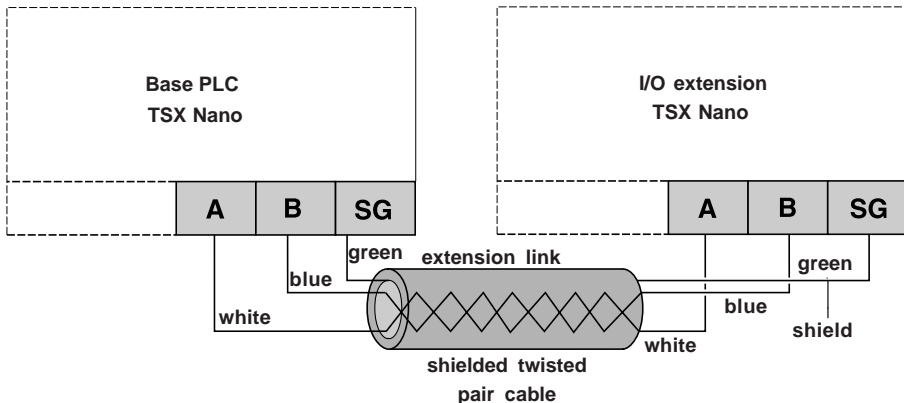 Base PLC
TSX Nano
I/O extension
TSX Nano
A B SG
A B SG
green
extension link
green
blue
blue
white
white
shield
shielded twisted
pair cable